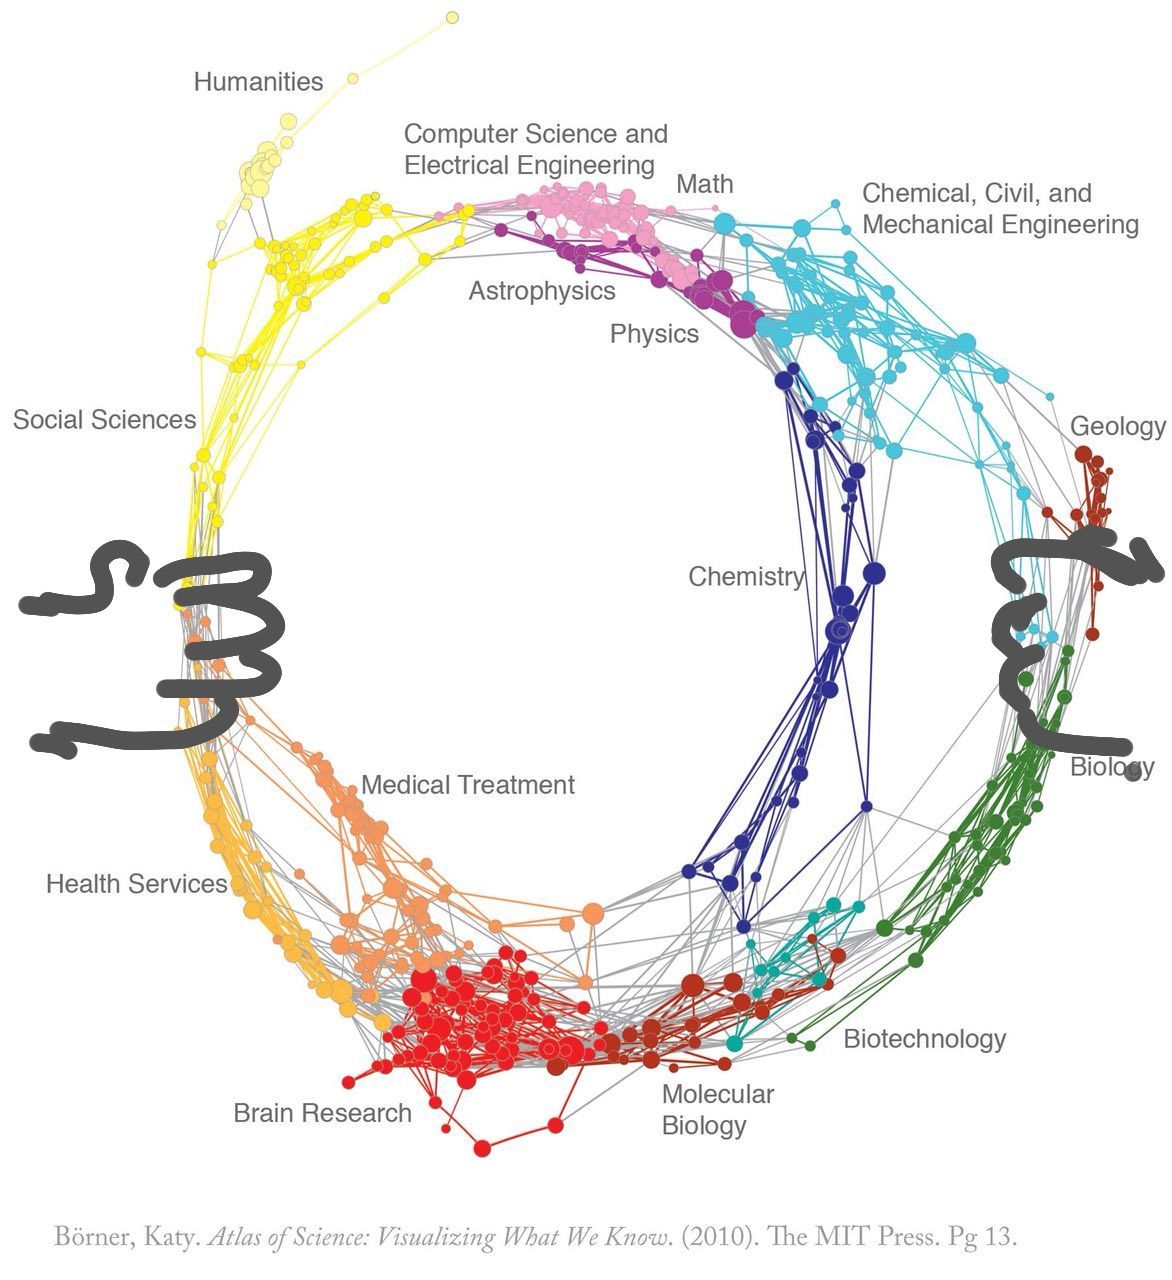 Humanities
Computer Science and
Electrical Engineering
Math
Chemical, Civil, and
Mechanical Engineering
Astrophysics
Physics
Social Sciences
Geology
Chemistry
Biology
Medical Treatment
Health Services
Biotechnology
Molecular
Biology
Brain Research
Börner, Katy. Atlas of Science: Visualizing What We Know. (2010). The MIT Press. Pg 13.